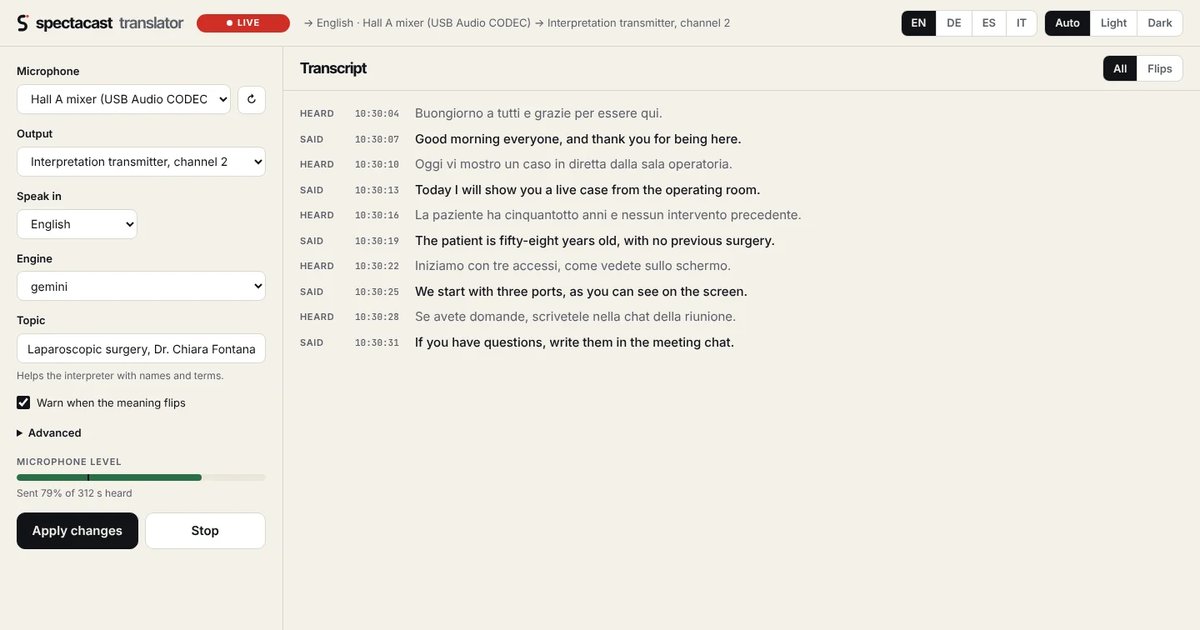 spectacast translator
LIVE
→ English · Hall A mixer (USB Audio CODEC) → Interpretation transmitter, channel 2
EN DE ES IT
Auto Light Dark
Microphone
Hall A mixer (USB Audio CODEC
Output
Interpretation transmitter, channel 2
Speak in
English
Engine
gemini
Topic
Laparoscopic surgery, Dr. Chiara Fontana
Helps the interpreter with names and terms.
Warn when the meaning flips
Advanced
MICROPHONE LEVEL
Sent 79% of 312 s heard
Apply changes
Stop
Transcript
All Flips
HEARD 10:30:04 Buongiorno a tutti e grazie per essere qui.
SAID 10:30:07 Good morning everyone, and thank you for being here.
HEARD 10:30:10 Oggi vi mostro un caso in diretta dalla sala operatoria.
SAID 10:30:13 Today I will show you a live case from the operating room.
HEARD 10:30:16 La paziente ha cinquantotto anni e nessun intervento precedente.
SAID 10:30:19 The patient is fifty-eight years old, with no previous surgery.
HEARD 10:30:22 Iniziamo con tre accessi, come vedete sullo schermo.
SAID 10:30:25 We start with three ports, as you can see on the screen.
HEARD 10:30:28 Se avete domande, scrivetele nella chat della riunione.
SAID 10:30:31 If you have questions, write them in the meeting chat.